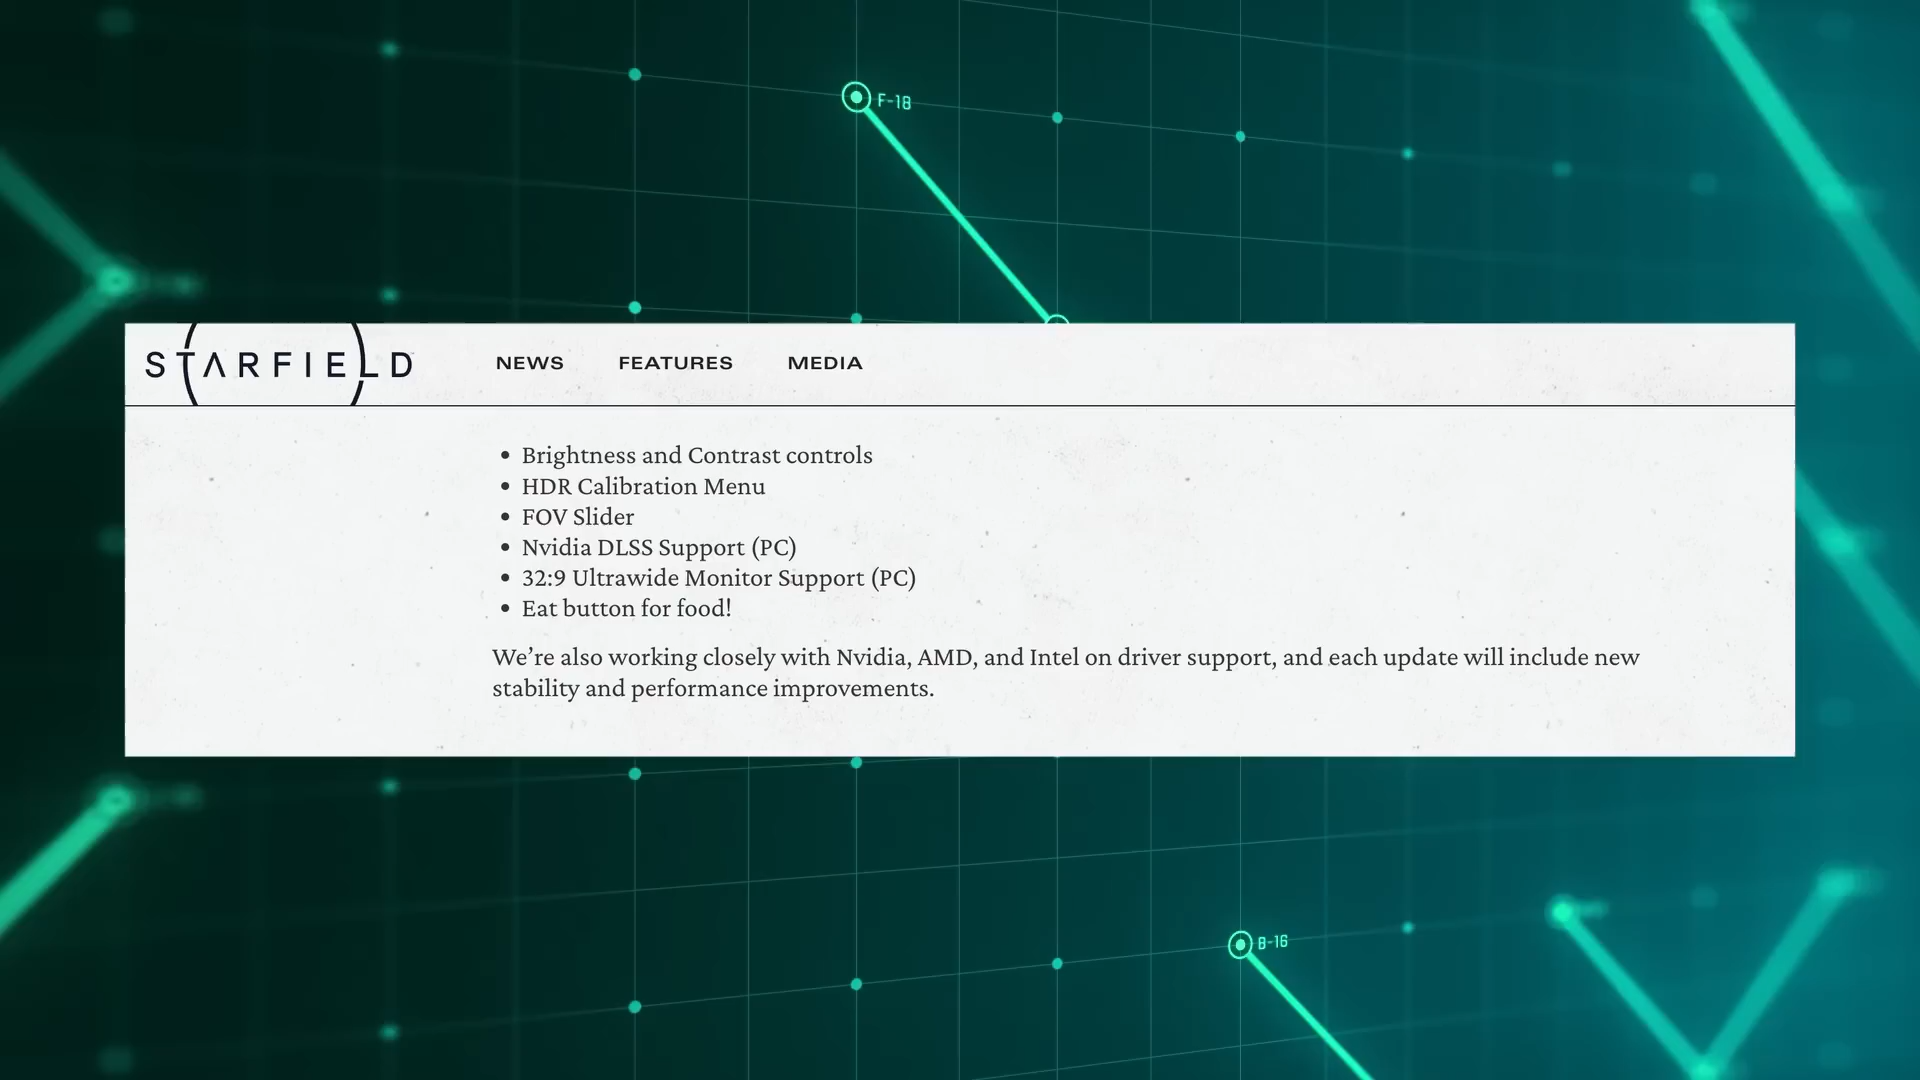 F-18
STARFIELD
NEWS FEATURES MEDIA
• Brightness and Contrast controls
• HDR Calibration Menu
• FOV Slider
• Nvidia DLSS Support (PC)
• 32:9 Ultrawide Monitor Support (PC)
• Eat button for food!
We’re also working closely with Nvidia, AMD, and Intel on driver support, and each update will include new
stability and performance improvements.
B-16